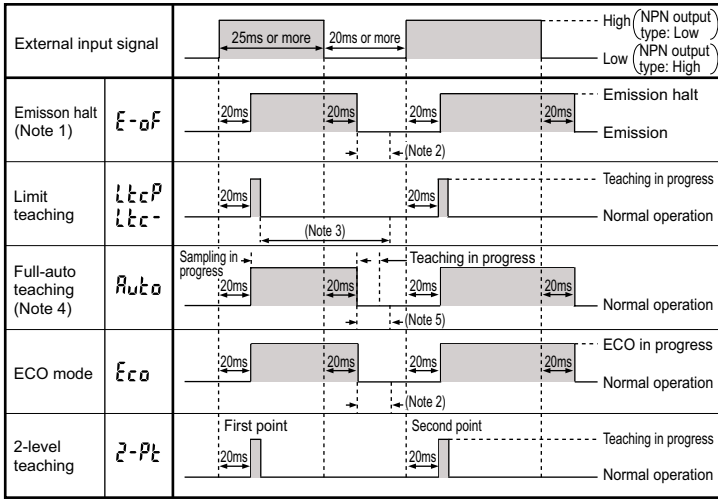 External input signal
25ms or more
20ms or more
High (NPN output type: Low)
Low (NPN output type: High)
Emisson halt
(Note 1)
E-oF
20ms
20ms
20ms
20ms
(Note 2)
Emission halt
Emission
Limit
teaching
LtcP
Ltc-
20ms
20ms
(Note 3)
Teaching in progress
Normal operation
Full-auto
teaching
(Note 4)
Auto
Sampling in
progress
Teaching in progress
20ms
20ms
20ms
20ms
(Note 5)
Normal operation
ECO mode
Eco
20ms
20ms
20ms
20ms
(Note 2)
ECO in progress
Normal operation
2-level
teaching
2-Pt
First point
Second point
20ms
20ms
Teaching in progress
Normal operation